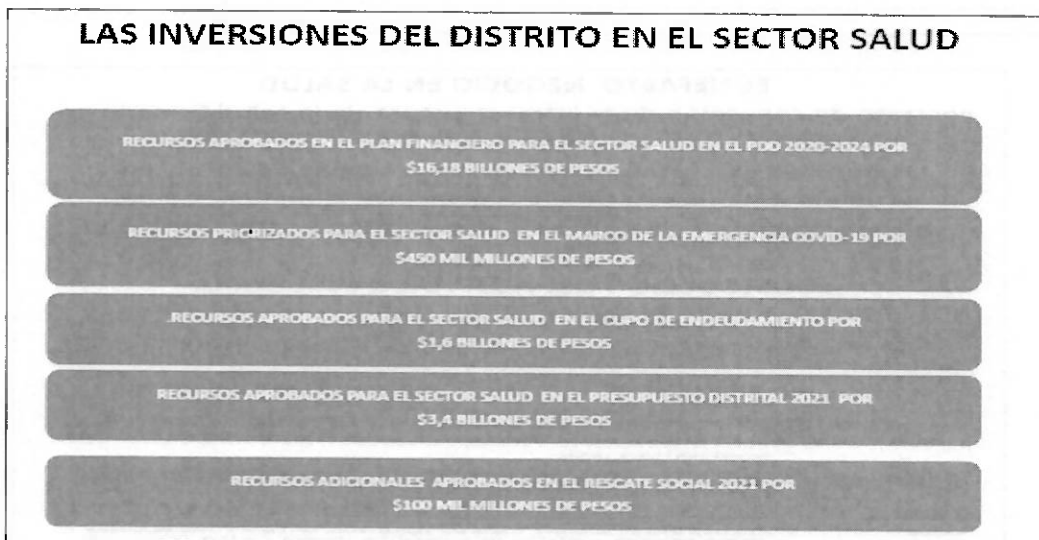 LAS INVERSIONES DEL DISTRITO EN EL SECTOR SALUD
RECURSOS APROBADOS EN EL PLAN FINANCIERO PARA EL SECTOR SALUD EN EL PDD 2020-2024 POR
$16,18 BILLONES DE PESOS
RECURSOS PRIORIZADOS PARA EL SECTOR SALUD EN EL MARCO DE LA EMERGENCIA COVID-19 POR
$450 MIL MILLONES DE PESOS
.RECURSOS APROBADOS PARA EL SECTOR SALUD EN EL CUPO DE ENDEUDAMIENTO POR
$1,6 BILLONES DE PESOS
RECURSOS APROBADOS PARA EL SECTOR SALUD EN EL PRESUPUESTO DISTRITAL 2021 POR
$3,4 BILLONES DE PESOS
RECURSOS ADICIONALES APROBADOS EN EL RESCATE SOCIAL 2021 POR
$100 MIL MILLONES DE PESOS